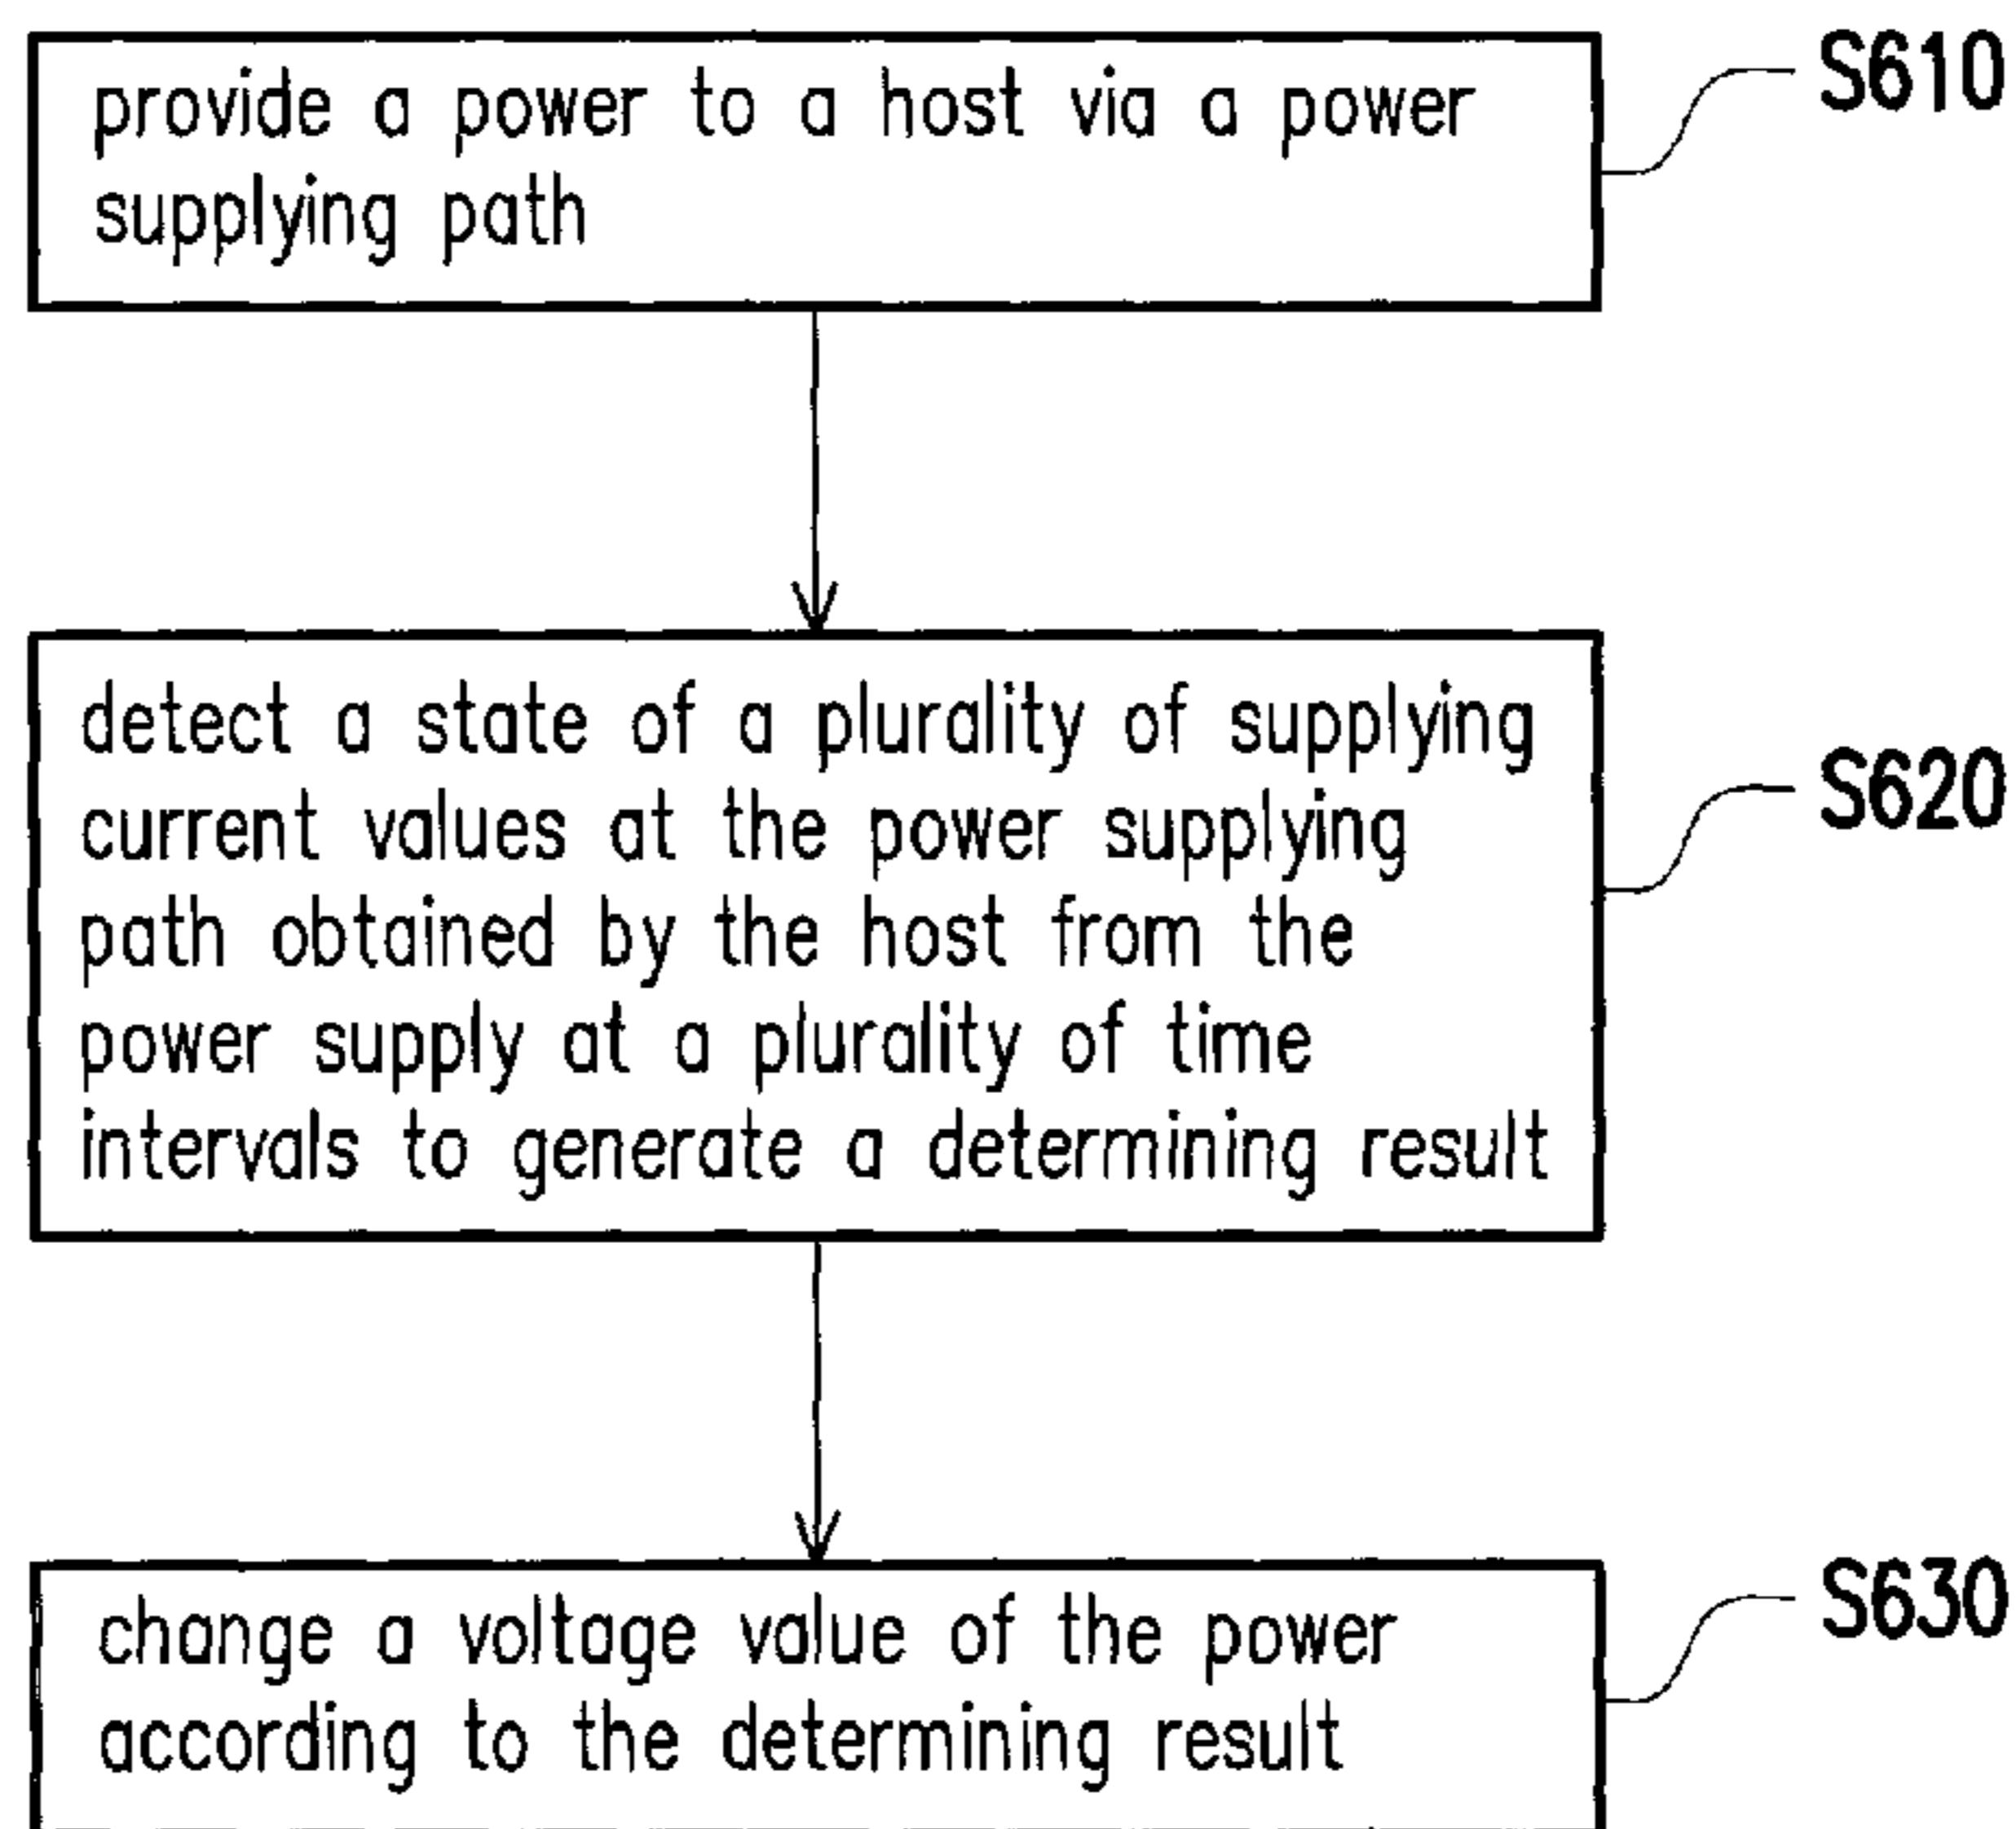 provide a power to a host via a power
supplying path
S610
detect a state of a plurality of supplying
current values at the power supplying
path obtained by the host from the
power supply at a plurality of time
intervals to generate a determining result
S620
change a voltage value of the power
according to the determining result
S630